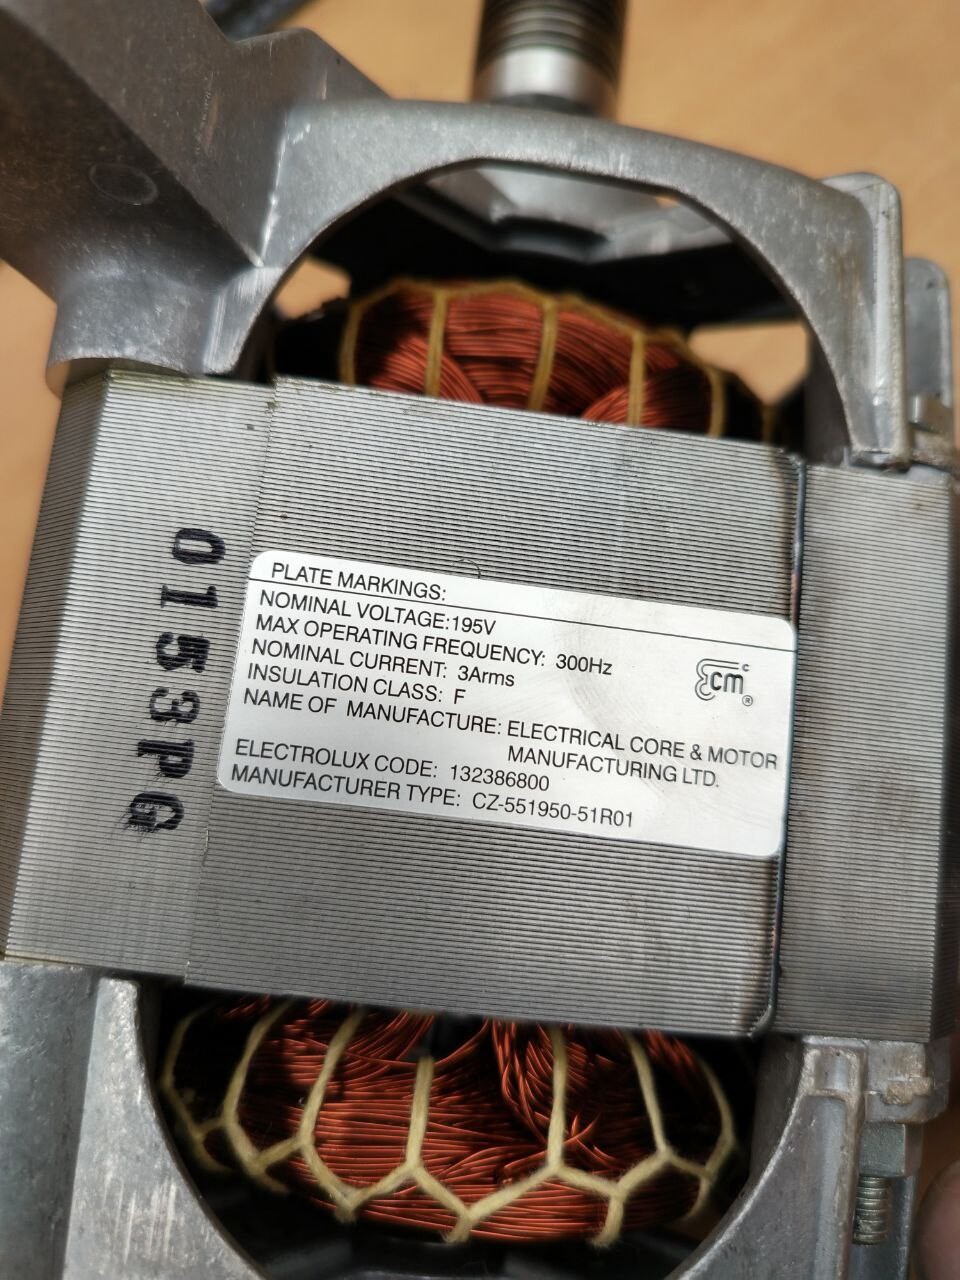 PLATE MARKINGS:
NOMINAL VOLTAGE:195V
MAX OPERATING FREQUENCY: 300Hz
NOMINAL CURRENT: 3Arms
INSULATION CLASS: F
NAME OF MANUFACTURE: ELECTRICAL CORE & MOTOR
MANUFACTURING LTD.
ELECTROLUX CODE: 132386800
MANUFACTURER TYPE: CZ-551950-51R01
cm c ®
0153PG